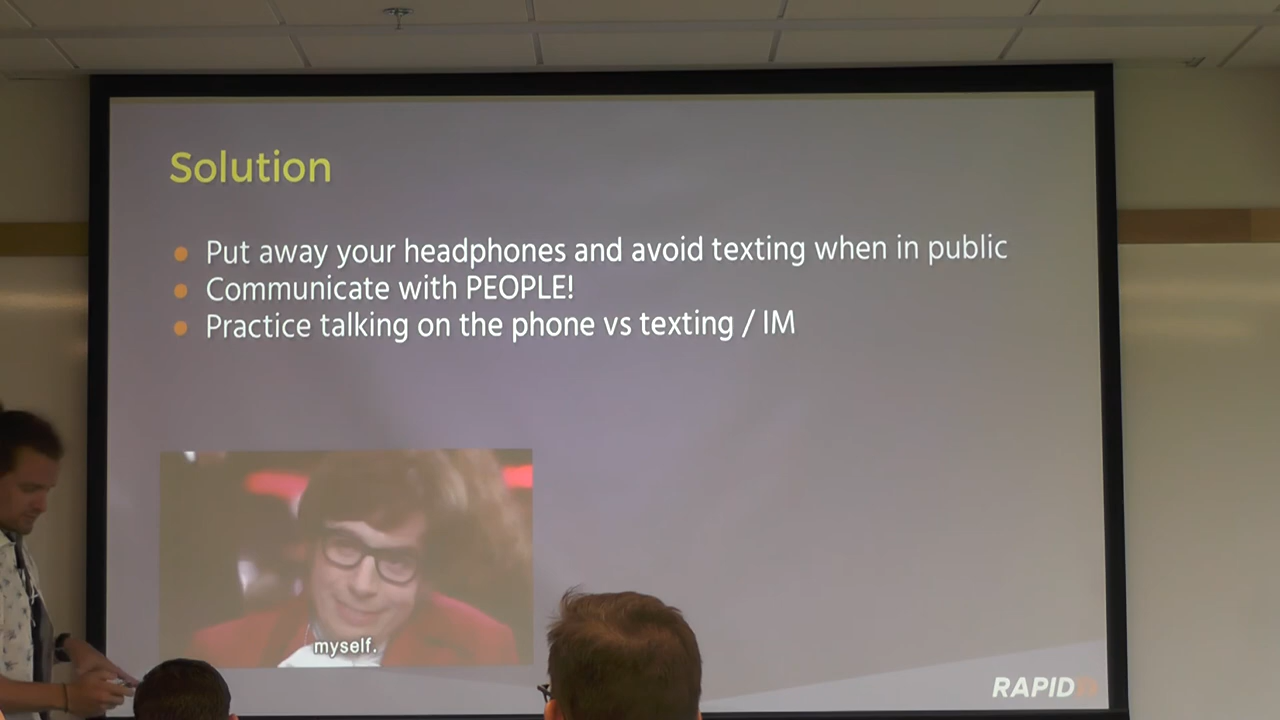 Solution
Put away your headphones and avoid texting when in public
Communicate with PEOPLE!
Practice talking on the phone vs texting / IM
myself.
RAPID7